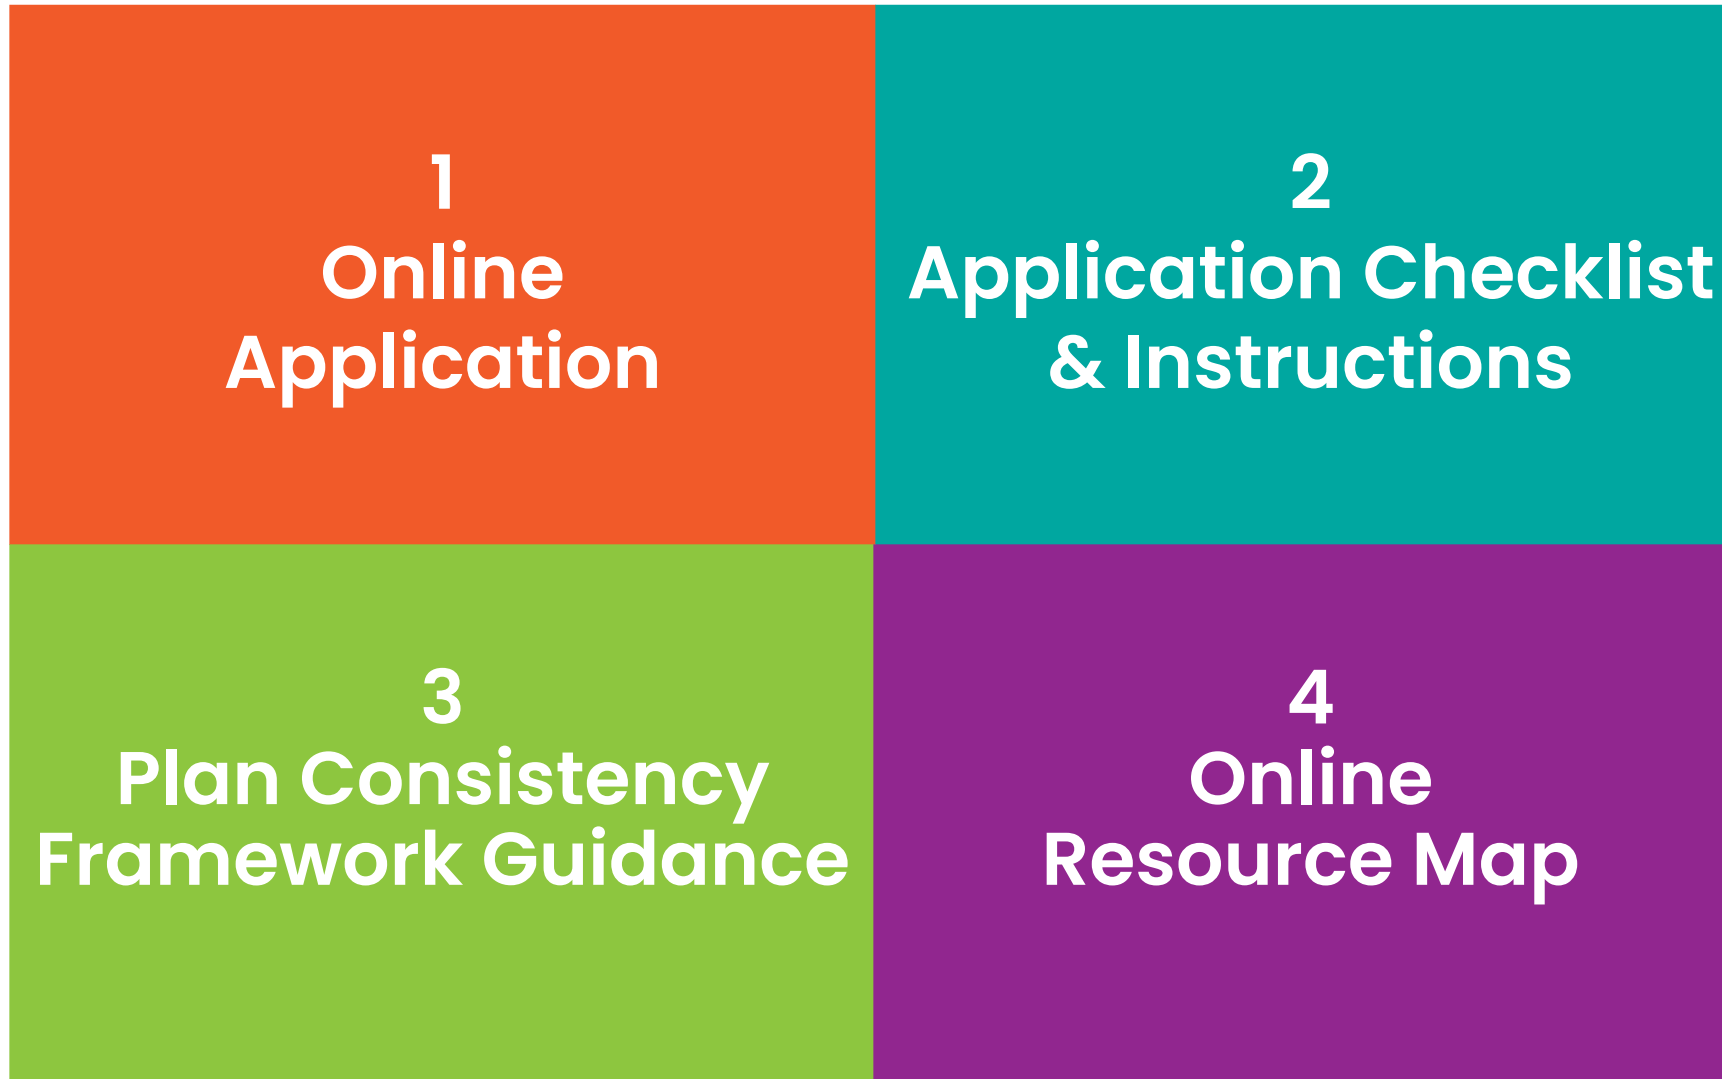 1
Online
Application
2
Application Checklist
& Instructions
3
Plan Consistency
Framework Guidance
4
Online
Resource Map